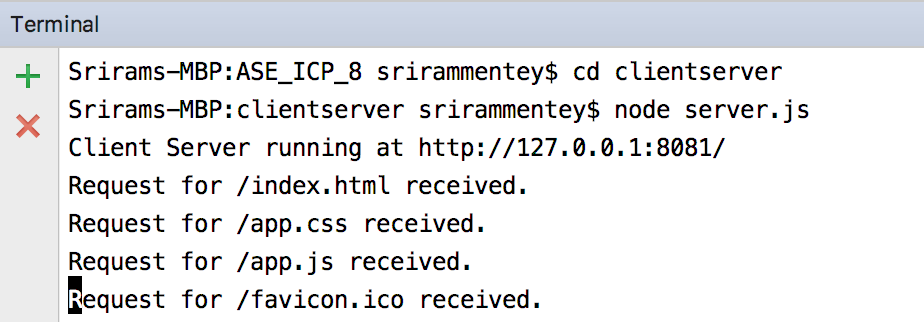 Terminal
Srirams-MBP:ASE_ICP_8 srirammentey$ cd clientserver
Srirams-MBP:clientserver srirammentey$ node server.js
Client Server running at http://127.0.0.1:8081/
Request for /index.html received.
Request for /app.css received.
Request for /app.js received.
Request for /favicon.ico received.